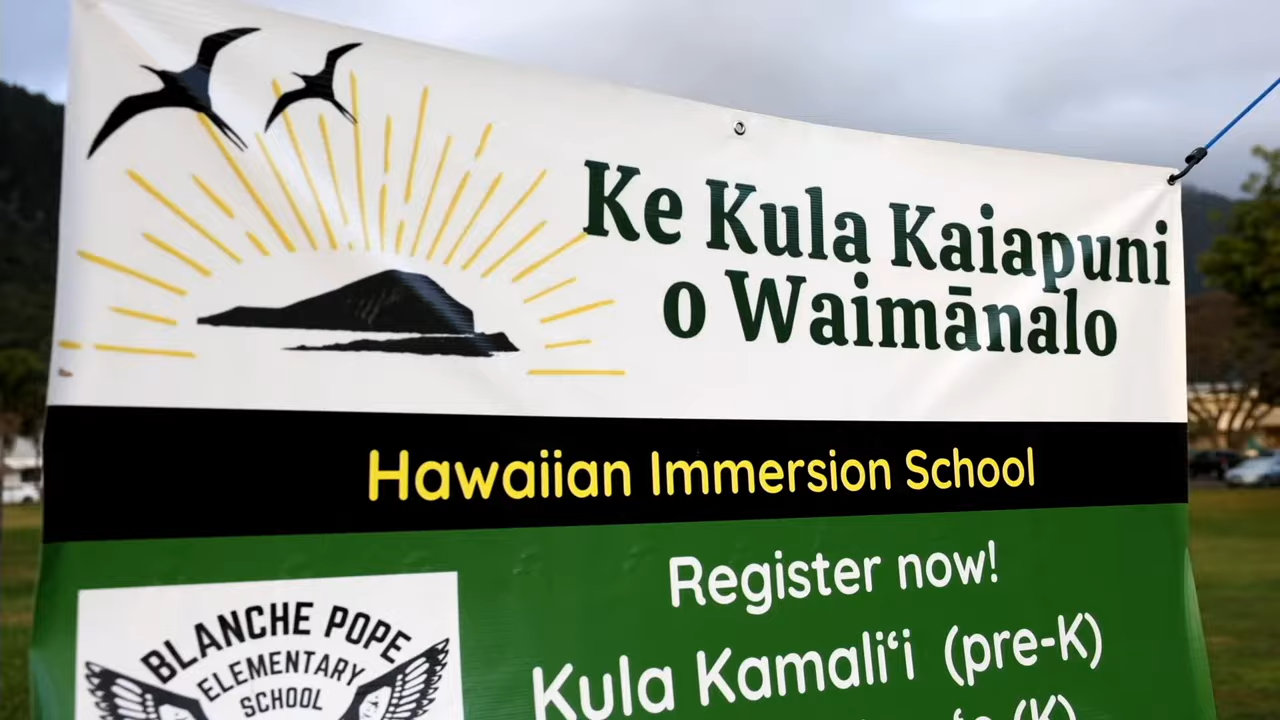 Ke Kula Kaiapuni
o Waimānalo
Hawaiian Immersion School
Register now!
Kula Kamaliʻi (pre-K)
(K)
BLANCHE POPE
ELEMENTARY
SCHOOL